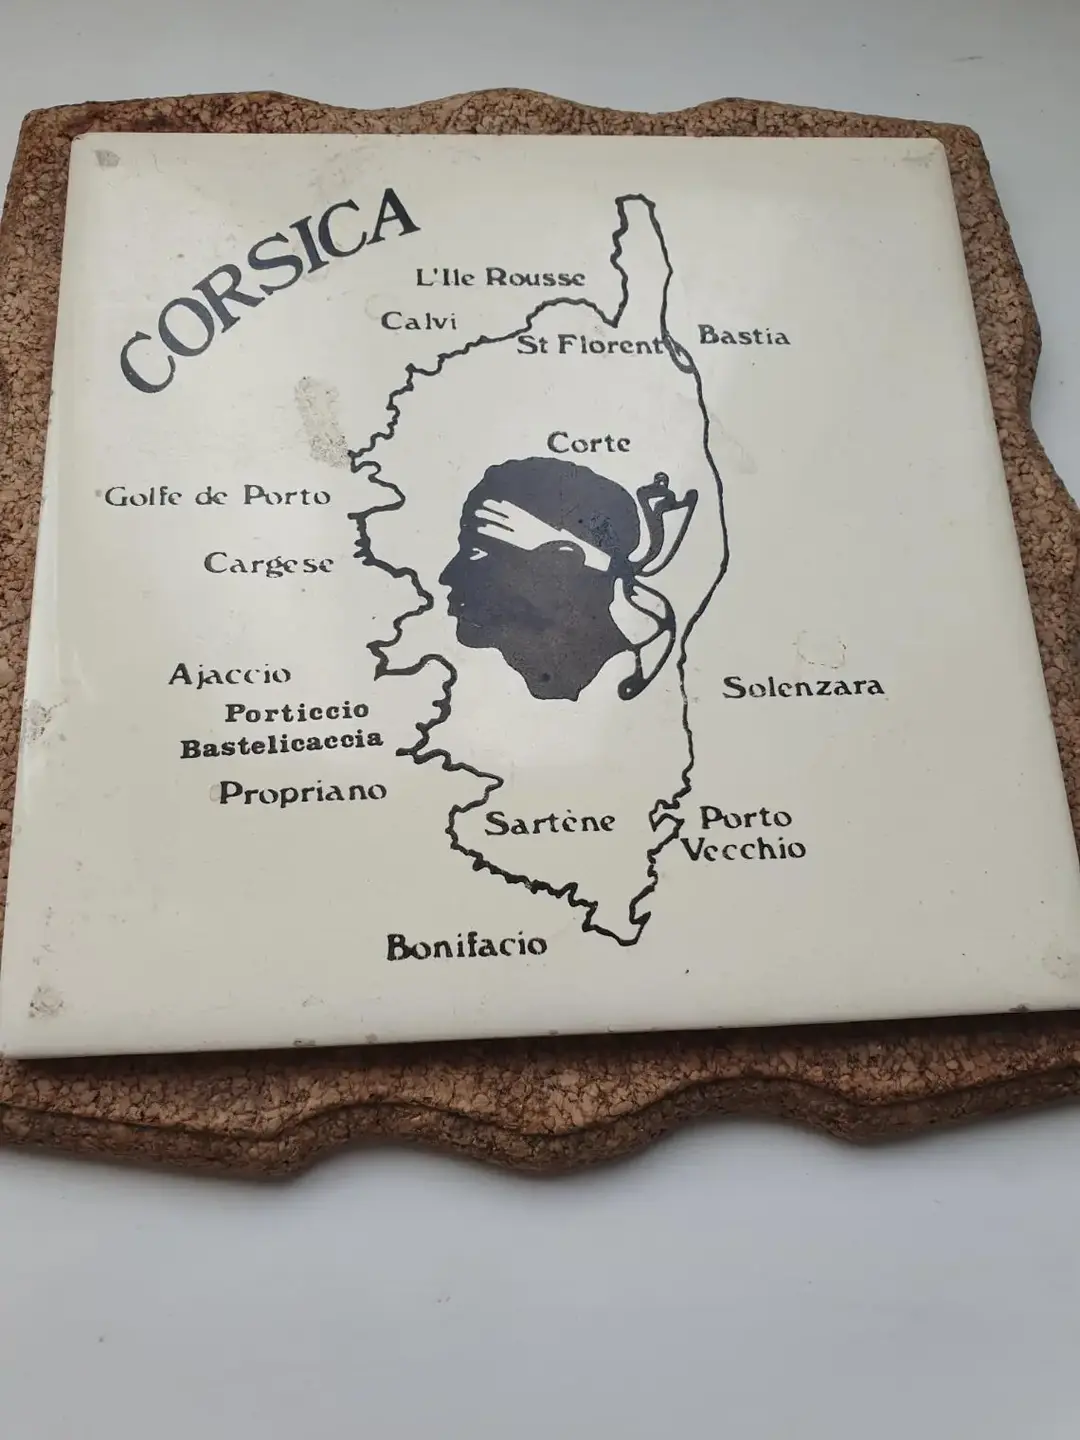 CORSICA
L'Ile Rousse
Calvi
St Florent
Bastia
Corte
Golfe de Porto
Cargese
Ajaccio
Porticcio
Bastelicaccia
Propriano
Solenzara
Sartène
Porto
Vecchio
Bonifacio